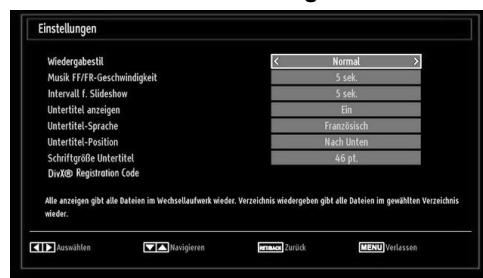 Einstellungen
Wiedergabestil < Normal >
Musik FF/FR-Geschwindigkeit 5 sek.
Intervall f. Slideshow 5 sek.
Untertitel anzeigen Ein
Untertitel-Sprache Französisch
Untertitel-Position Nach Unten
Schriftgröße Untertitel 46 pt.
DivX® Registration Code
Alle anzeigen gibt alle Dateien im Wechsellaufwerk wieder. Verzeichnis wiedergeben gibt alle Dateien im gewählten Verzeichnis
wieder.
Auswählen Navigieren RET/BACK Zurück MENU Verlassen